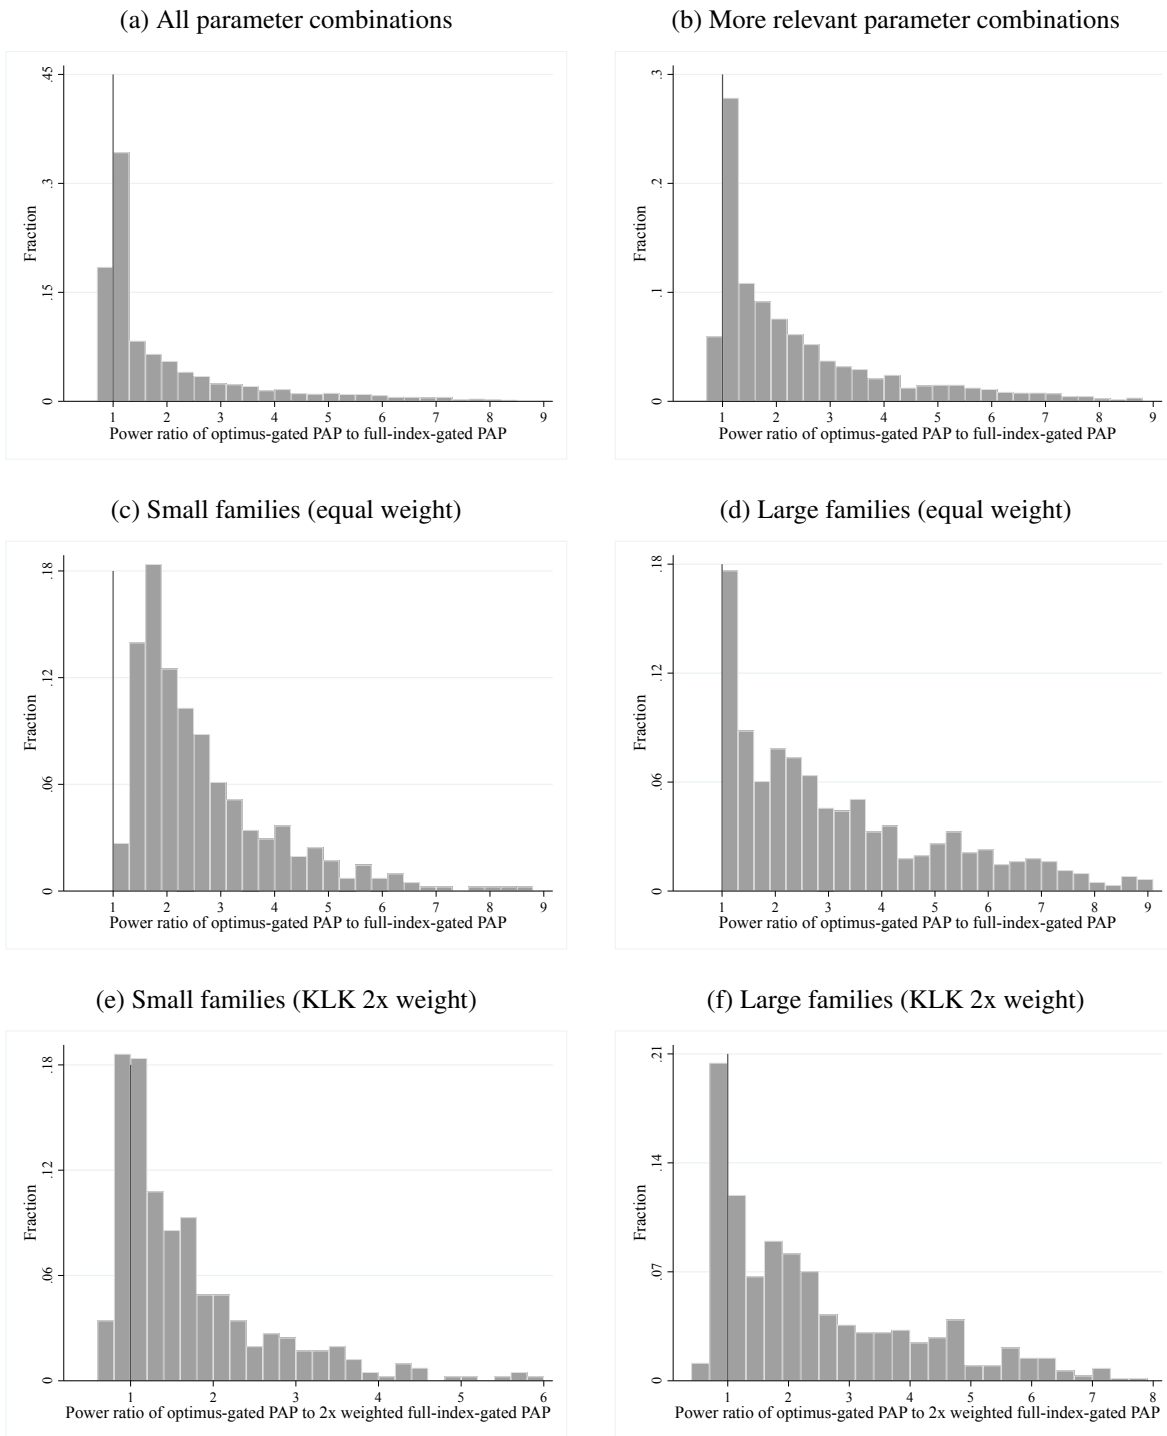 (a) All parameter combinations
.45
.3
.15
0
Fraction
1 2 3 4 5 6 7 8 9
Power ratio of optimus-gated PAP to full-index-gated PAP
(b) More relevant parameter combinations
.3
.2
.1
0
Fraction
1 2 3 4 5 6 7 8 9
Power ratio of optimus-gated PAP to full-index-gated PAP
(c) Small families (equal weight)
.18
.12
.06
0
Fraction
1 2 3 4 5 6 7 8 9
Power ratio of optimus-gated PAP to full-index-gated PAP
(d) Large families (equal weight)
.18
.12
.06
0
Fraction
1 2 3 4 5 6 7 8 9
Power ratio of optimus-gated PAP to full-index-gated PAP
(e) Small families (KLK 2x weight)
.18
.12
.06
0
Fraction
1 2 3 4 5 6
Power ratio of optimus-gated PAP to 2x weighted full-index-gated PAP
(f) Large families (KLK 2x weight)
.21
.14
.07
0
Fraction
1 2 3 4 5 6 7 8
Power ratio of optimus-gated PAP to 2x weighted full-index-gated PAP